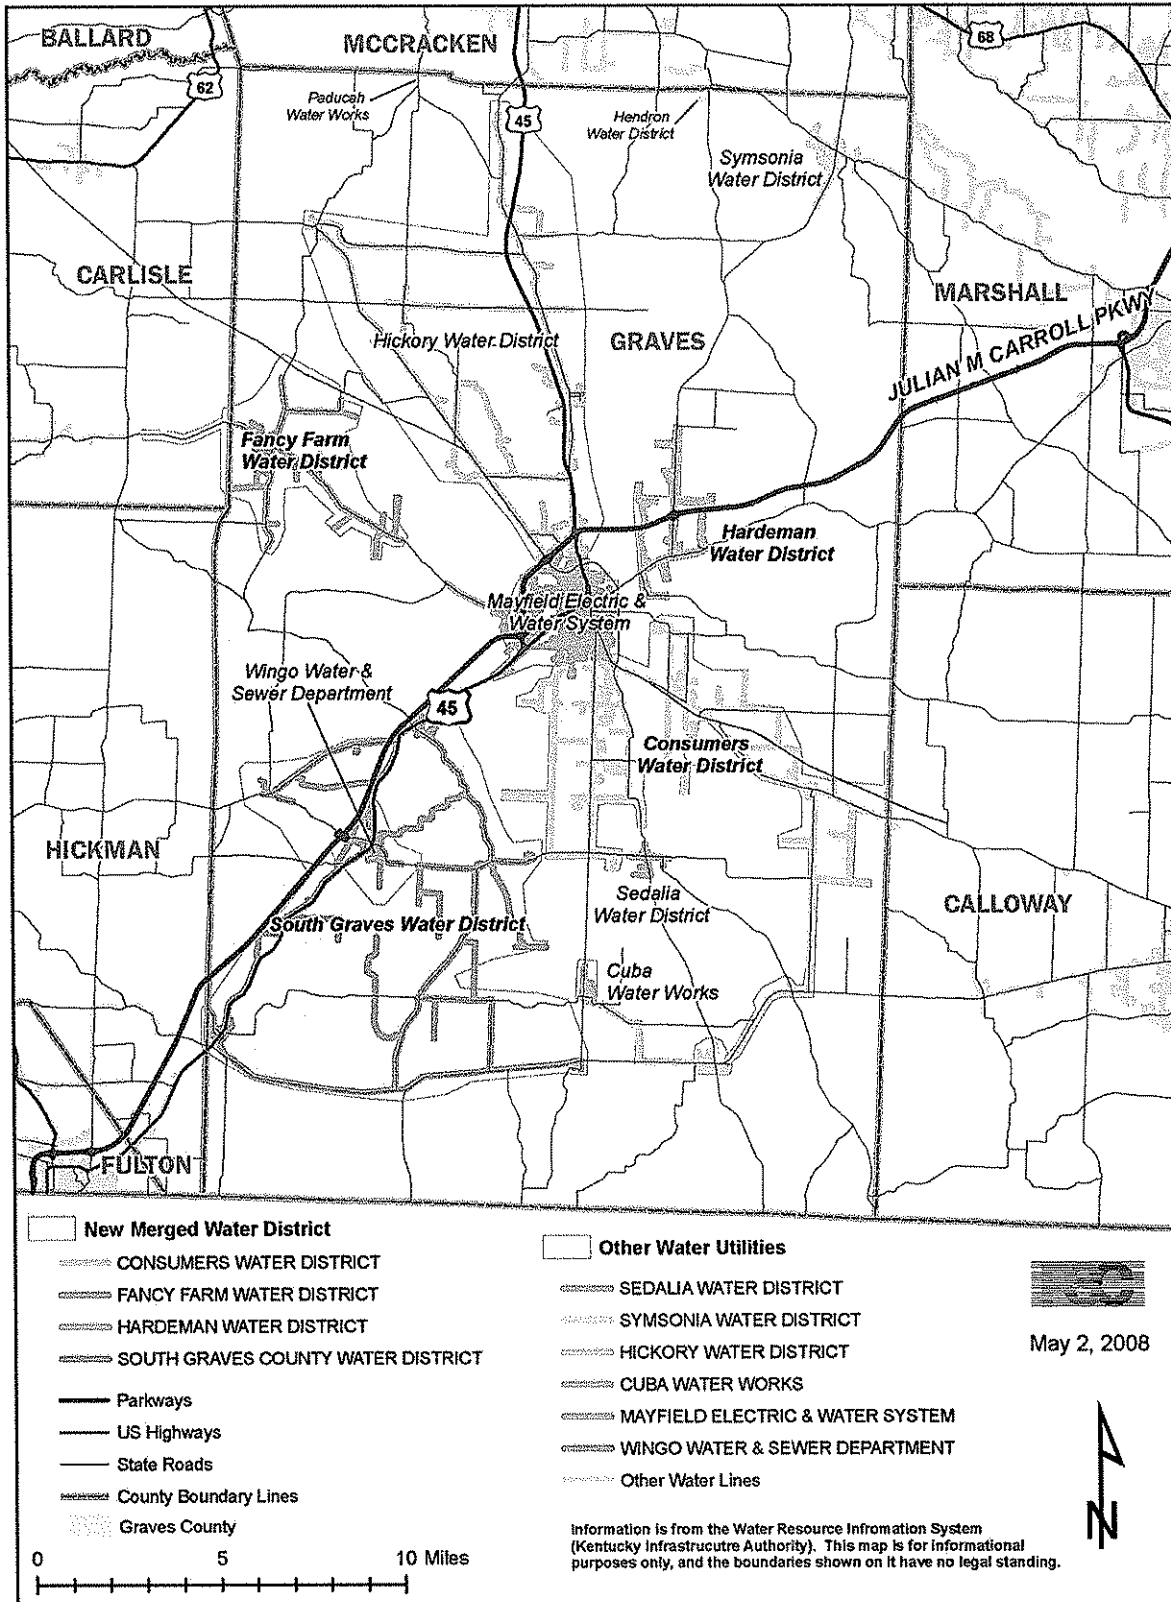 BALLARD
MCCRACKEN
68
62
Paducah
Water Works
45
Hendron
Water District
Symsonia
Water District
CARLISLE
MARSHALL
Hickory Water District
GRAVES
JULIAN M CARROLL PKWY
Fancy Farm
Water District
Hardeman
Water District
Mayfield Electric &
Water System
Wingo Water &
Sewer Department
45
Consumers
Water District
HICKMAN
Sedalia
Water District
CALLOWAY
South Graves Water District
Cuba
Water Works
FULTON
New Merged Water District
CONSUMERS WATER DISTRICT
FANCY FARM WATER DISTRICT
HARDEMAN WATER DISTRICT
SOUTH GRAVES COUNTY WATER DISTRICT
Parkways
US Highways
State Roads
County Boundary Lines
Graves County
0 5 10 Miles
Other Water Utilities
SEDALIA WATER DISTRICT
SYMSONIA WATER DISTRICT
HICKORY WATER DISTRICT
CUBA WATER WORKS
MAYFIELD ELECTRIC & WATER SYSTEM
WINGO WATER & SEWER DEPARTMENT
Other Water Lines
May 2, 2008
N
Information is from the Water Resource Infromation System
(Kentucky Infrastrucutre Authority). This map is for informational
purposes only, and the boundaries shown on it have no legal standing.